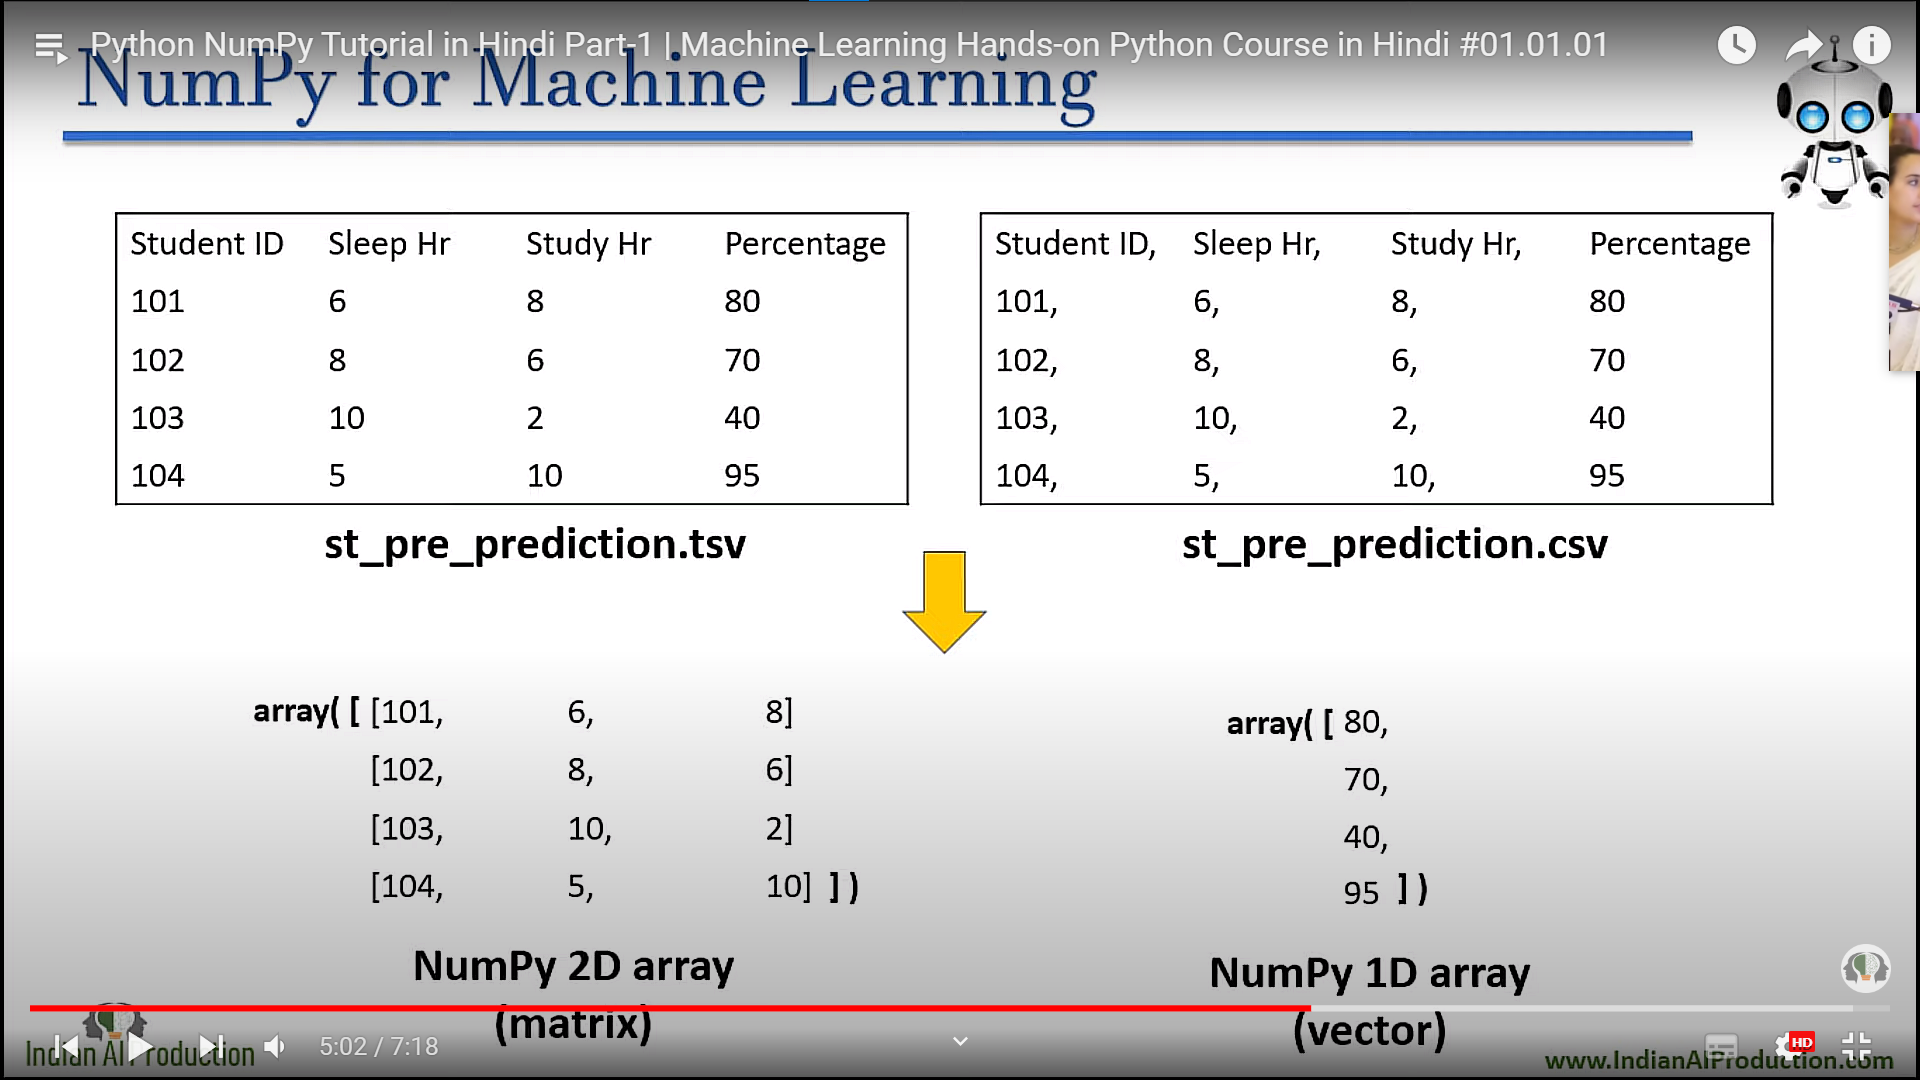 Python NumPy Tutorial in Hindi Part-1 | Machine Learning Hands-on Python Course in Hindi #01.01.01
NumPy for Machine Learning
Student ID Sleep Hr Study Hr Percentage
101 6 8 80
102 8 6 70
103 10 2 40
104 5 10 95
st_pre_prediction.tsv
Student ID, Sleep Hr, Study Hr, Percentage
101, 6, 8, 80
102, 8, 6, 70
103, 10, 2, 40
104, 5, 10, 95
st_pre_prediction.csv
array( [ [101, 6, 8]
[102, 8, 6]
[103, 10, 2]
[104, 5, 10] ] )
NumPy 2D array
(matrix)
array( [ 80,
70,
40,
95 ] )
NumPy 1D array
(vector)
Indian AI Production
5:02 / 7:18
HD
www.IndianAIProduction.com